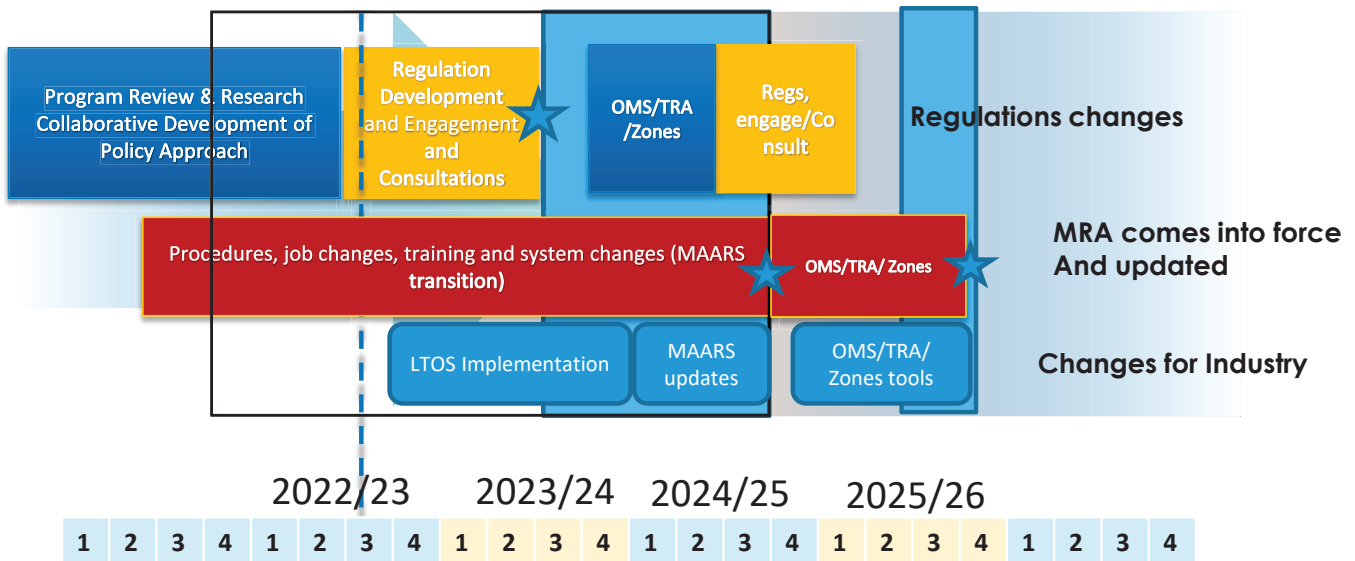 Program Review & Research
Collaborative Development of
Policy Approach
Regulation
Development
and Engagement
and
Consultations
OMS/TRA
/Zones
Regs,
engage/Co
nsult
Regulations changes
Procedures, job changes, training and system changes (MAARS
transition)
OMS/TRA/ Zones
MRA comes into force
And updated
LTOS Implementation
MAARS
updates
OMS/TRA/
Zones tools
Changes for Industry
2022/23 2023/24 2024/25 2025/26
1 2 3 4 1 2 3 4 1 2 3 4 1 2 3 4 1 2 3 4 1 2 3 4